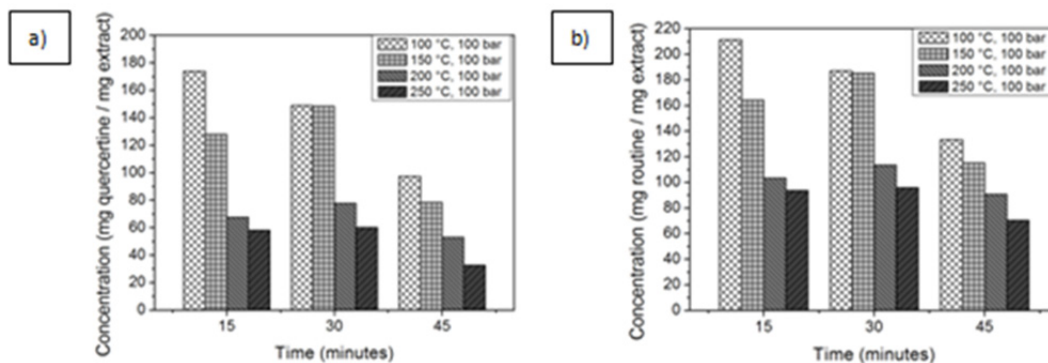 a)
Concentration (mg quercertine / mg extract)
200
180
160
140
120
100
80
60
40
20
0
100 °C, 100 bar
150 °C, 100 bar
200 °C, 100 bar
250 °C, 100 bar
15 30 45
Time (minutes)
b)
Concentration (mg routine / mg extract)
220
200
180
160
140
120
100
80
60
40
20
0
100 °C, 100 bar
150 °C, 100 bar
200 °C, 100 bar
250 °C, 100 bar
15 30 45
Time (minutes)